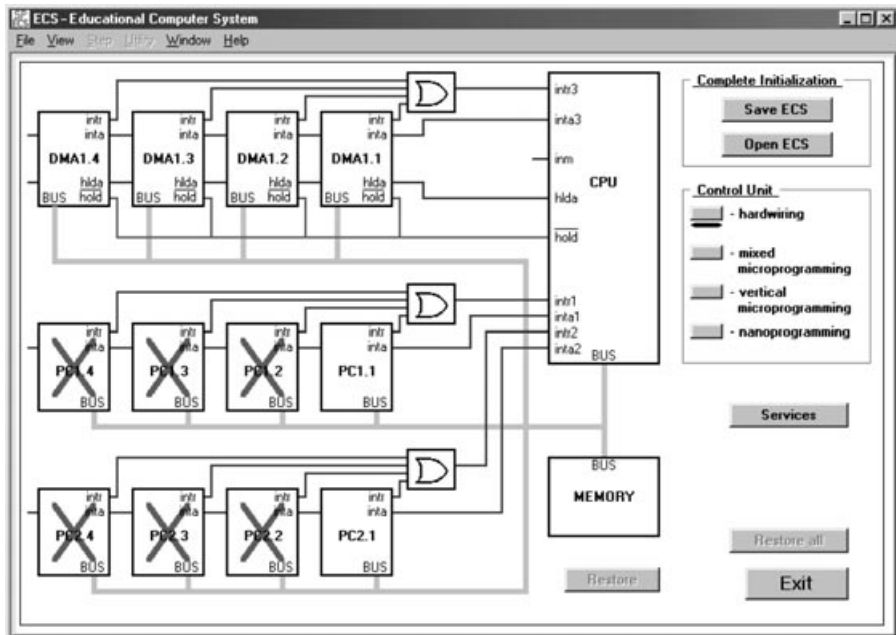 ECS - Educational Computer System
File View Step Utility Window Help
intr
inta
DMA1.4
hlda
BUS hold
intr
inta
DMA1.3
hlda
BUS hold
intr
inta
DMA1.2
hlda
BUS hold
intr
inta
DMA1.1
hlda
BUS hold
intr3
inta3
inm
CPU
hlda
hold
intr1
inta1
intr2
inta2
BUS
Complete Initialization
Save ECS
Open ECS
Control Unit
- hardwiring
- mixed
microprogramming
- vertical
microprogramming
- nanoprogramming
intr
inta
PC1.4
BUS
intr
inta
PC1.3
BUS
intr
inta
PC1.2
BUS
intr
inta
PC1.1
BUS
Services
intr
inta
PC2.4
BUS
intr
inta
PC2.3
BUS
intr
inta
PC2.2
BUS
intr
inta
PC2.1
BUS
BUS
MEMORY
Restore
Restore all
Exit